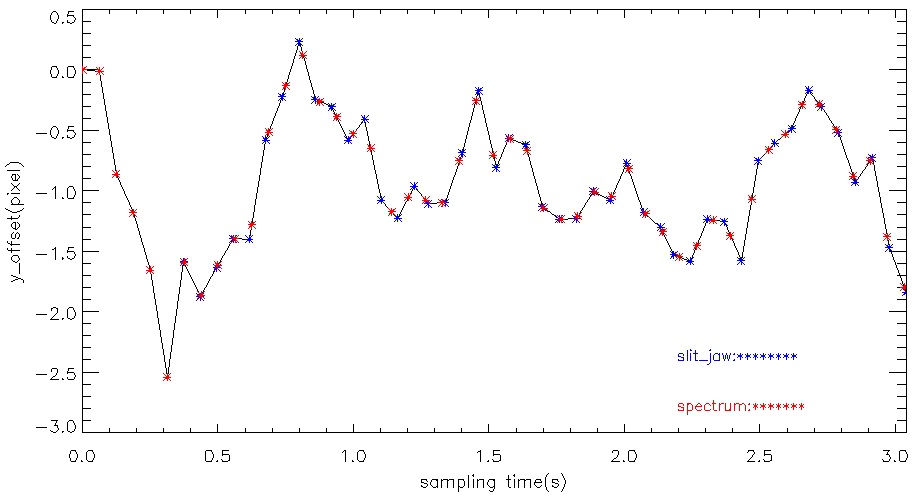 0.5
0.0
−0.5
−1.0
−1.5
−2.0
−2.5
−3.0
y_offset(pixel)
slit_jaw:********
spectrum:*******
0.0 0.5 1.0 1.5 2.0 2.5 3.0
sampling time(s)